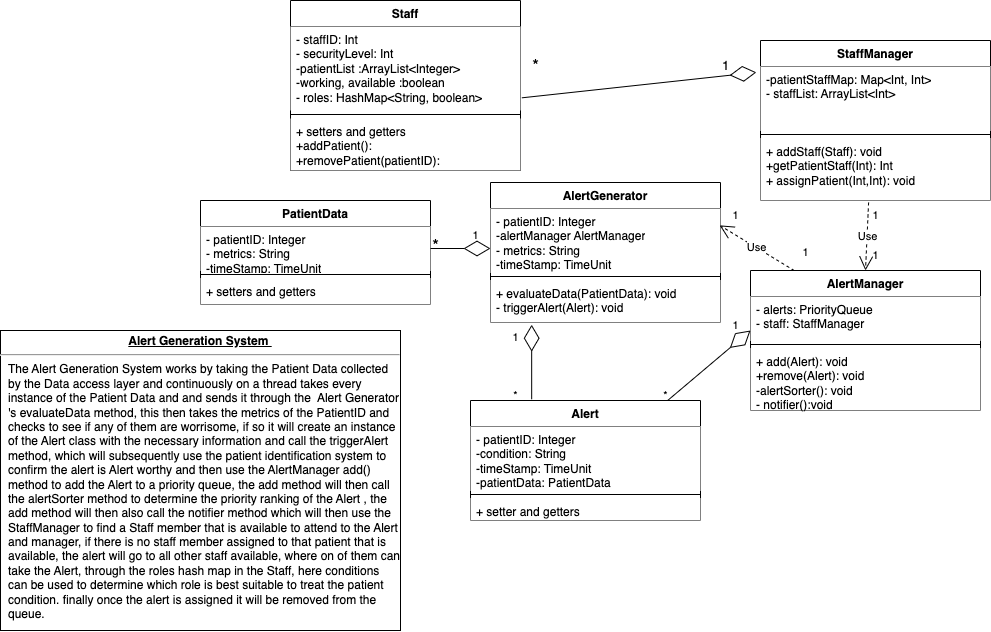 Staff
- staffID: Int
- securityLevel: Int
-patientList :ArrayList<Integer>
-working, available :boolean
- roles: HashMap<String, boolean>
+ setters and getters
+addPatient():
+removePatient(patientID):
*
1
StaffManager
-patientStaffMap: Map<Int, Int>
- staffList: ArrayList<Int>
+ addStaff(Staff): void
+getPatientStaff(Int): Int
+ assignPatient(Int,Int): void
1
Use
1
PatientData
- patientID: Integer
- metrics: String
-timeStamp: TimeUnit
+ setters and getters
*
1
AlertGenerator
- patientID: Integer
-alertManager AlertManager
- metrics: String
-timeStamp: TimeUnit
+ evaluateData(PatientData): void
- triggerAlert(Alert): void
1
Use
1
AlertManager
- alerts: PriorityQueue
- staff: StaffManager
+ add(Alert): void
+remove(Alert): void
-alertSorter(): void
- notifier():void
1
*
1
*
Alert
- patientID: Integer
-condition: String
-timeStamp: TimeUnit
-patientData: PatientData
+ setter and getters
Alert Generation System
The Alert Generation System works by taking the Patient Data collected
by the Data access layer and continuously on a thread takes every
instance of the Patient Data and and sends it through the Alert Generator
's evaluateData method, this then takes the metrics of the PatientID and
checks to see if any of them are worrisome, if so it will create an instance
of the Alert class with the necessary information and call the triggerAlert
method, which will subsequently use the patient identification system to
confirm the alert is Alert worthy and then use the AlertManager add()
method to add the Alert to a priority queue, the add method will then call
the alertSorter method to determine the priority ranking of the Alert , the
add method will then also call the notifier method which will then use the
StaffManager to find a Staff member that is available to attend to the Alert
and manager, if there is no staff member assigned to that patient that is
available, the alert will go to all other staff available, where on of them can
take the Alert, through the roles hash map in the Staff, here conditions
can be used to determine which role is best suitable to treat the patient
condition. finally once the alert is assigned it will be removed from the
queue.